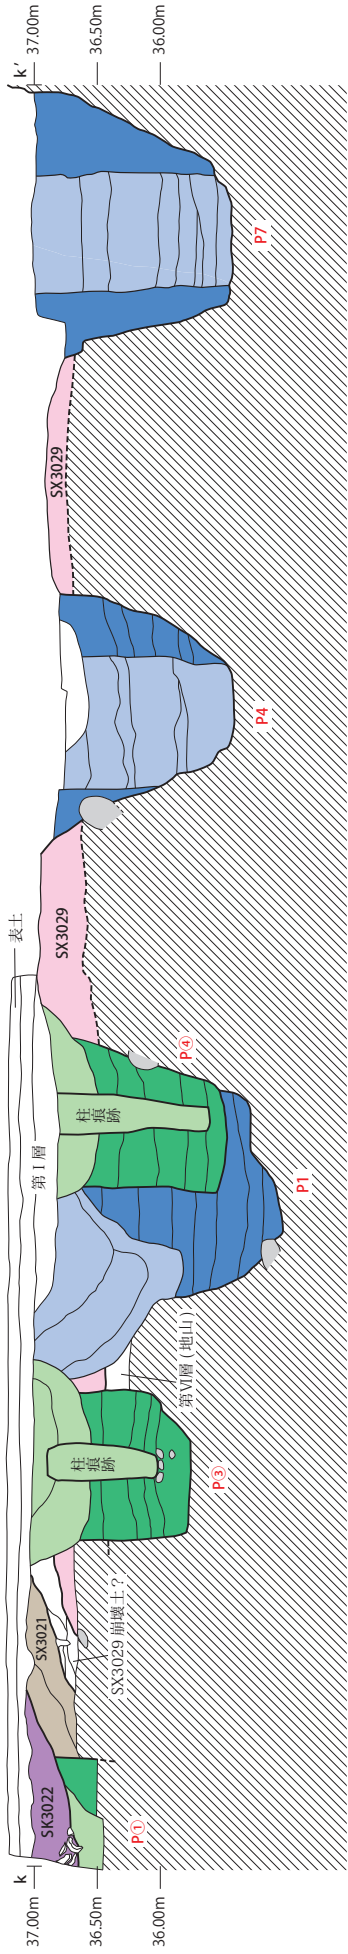 k
37.00m
36.50m
36.00m
SK3022
P①
SX3021
SX3029 崩壊土？
柱痕跡
P③
第Ⅵ層 (地山)
第Ⅰ層
表土
柱痕跡
P④
P1
SX3029
P4
SX3029
P7
k′
37.00m
36.50m
36.00m